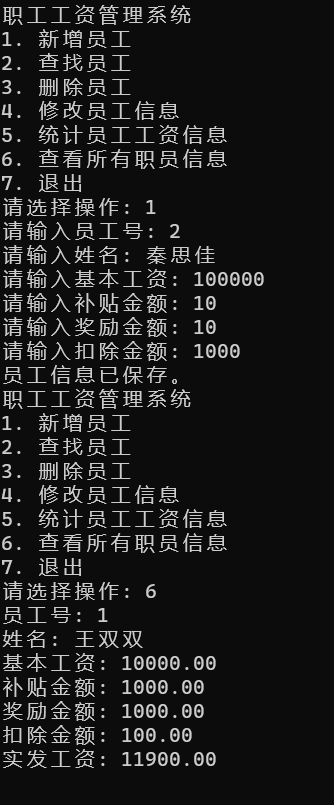 职工工资管理系统
1. 新增员工
2. 查找员工
3. 删除员工
4. 修改员工信息
5. 统计员工工资信息
6. 查看所有职员信息
7. 退出
请选择操作: 1
请输入员工号: 2
请输入姓名: 秦思佳
请输入基本工资: 100000
请输入补贴金额: 10
请输入奖励金额: 10
请输入扣除金额: 1000
员工信息已保存。
职工工资管理系统
1. 新增员工
2. 查找员工
3. 删除员工
4. 修改员工信息
5. 统计员工工资信息
6. 查看所有职员信息
7. 退出
请选择操作: 6
员工号: 1
姓名: 王双双
基本工资: 10000.00
补贴金额: 1000.00
奖励金额: 1000.00
扣除金额: 100.00
实发工资: 11900.00